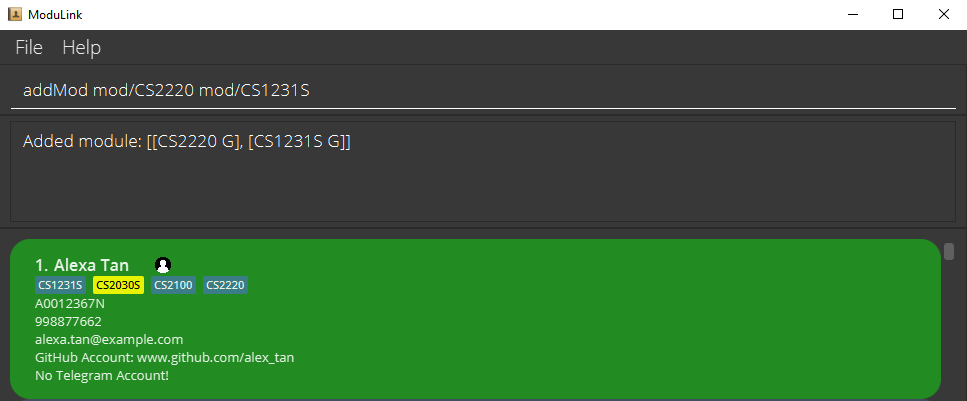 ModuLink
File Help
addMod mod/CS2220 mod/CS1231S
Added module: [[CS2220 G], [CS1231S G]]
1. Alexa Tan
CS1231S CS2030S CS2100 CS2220
A0012367N
998877662
alexa.tan@example.com
GitHub Account: www.github.com/alex_tan
No Telegram Account!